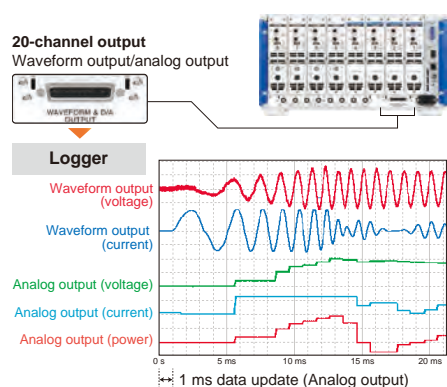 20-channel output
Waveform output/analog output
WAVEFORM & D/A
OUTPUT
Logger
Waveform output
(voltage)
Waveform output
(current)
Analog output (voltage)
Analog output (current)
Analog output (power)
0 s 5 ms 10 ms 15 ms 20 ms
1 ms data update (Analog output)